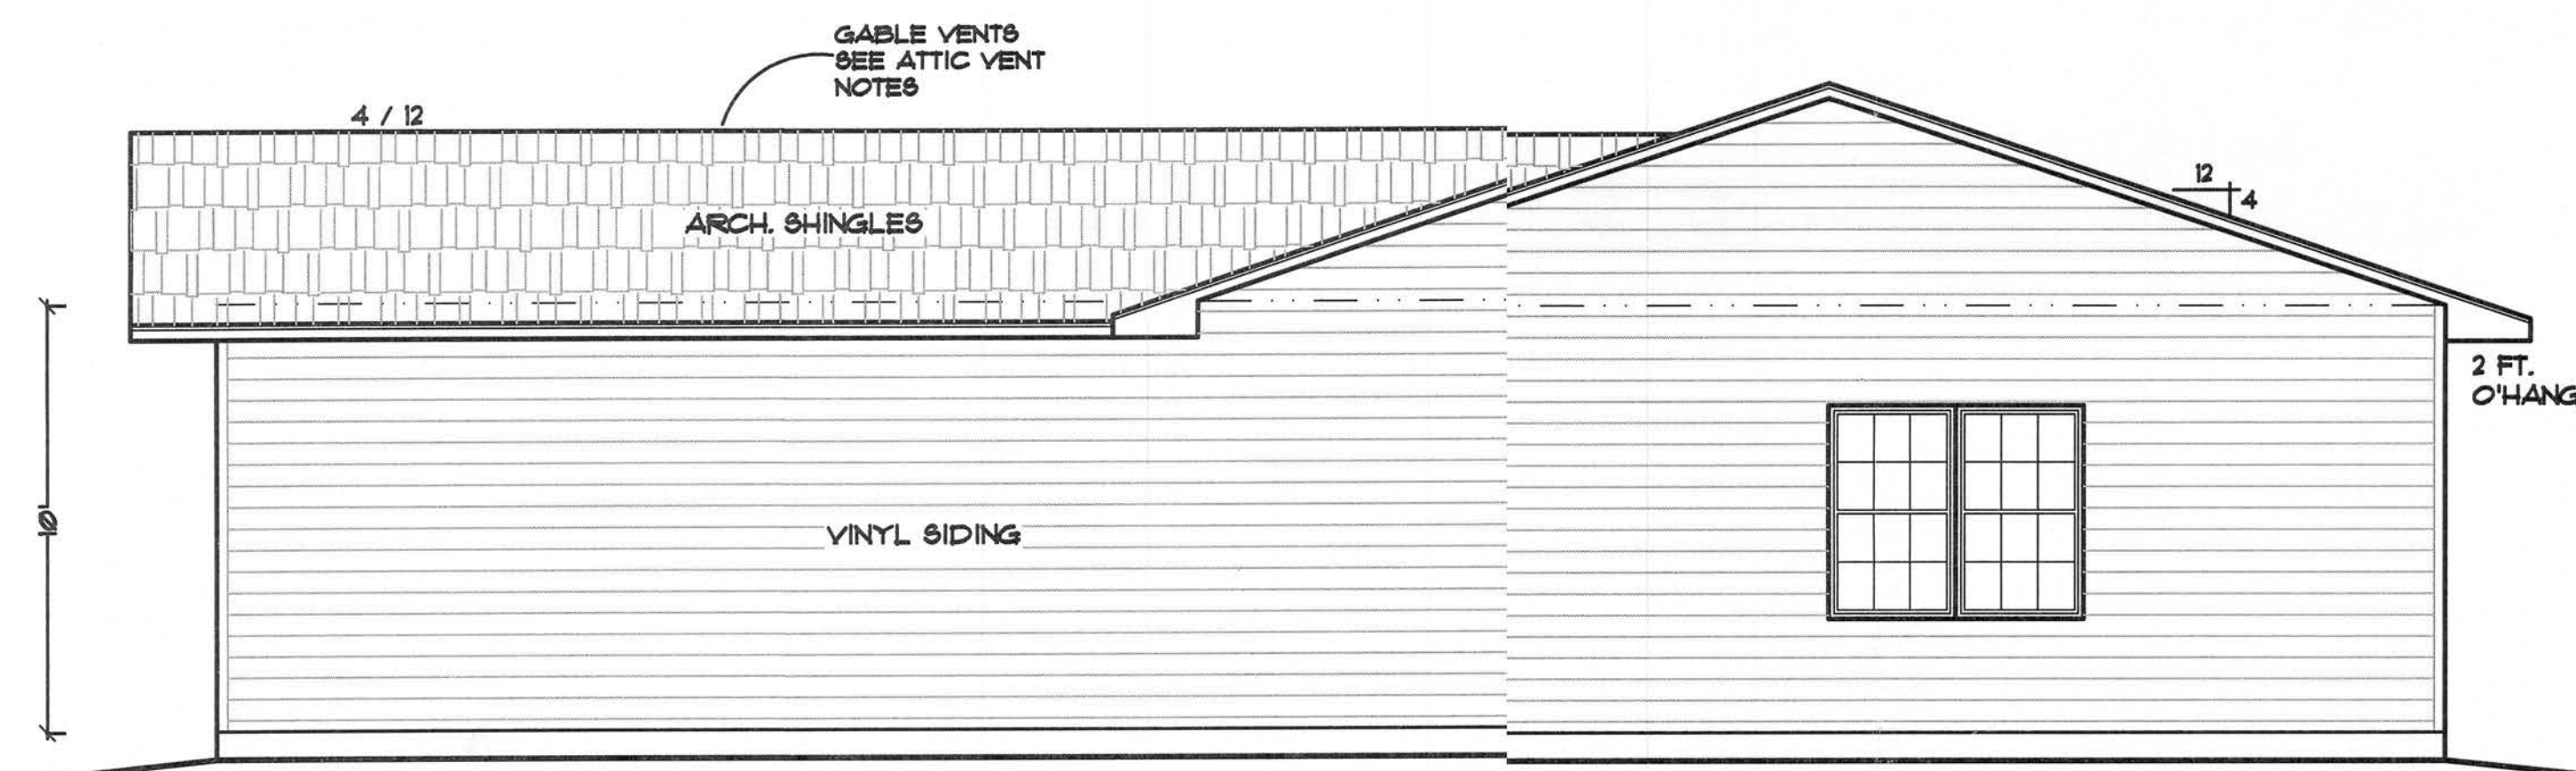 GABLE VENTS
SEE ATTIC VENT
NOTES
4 / 12
12
4
ARCH. SHINGLES
2 FT.
O'HANG
10'
VINYL SIDING